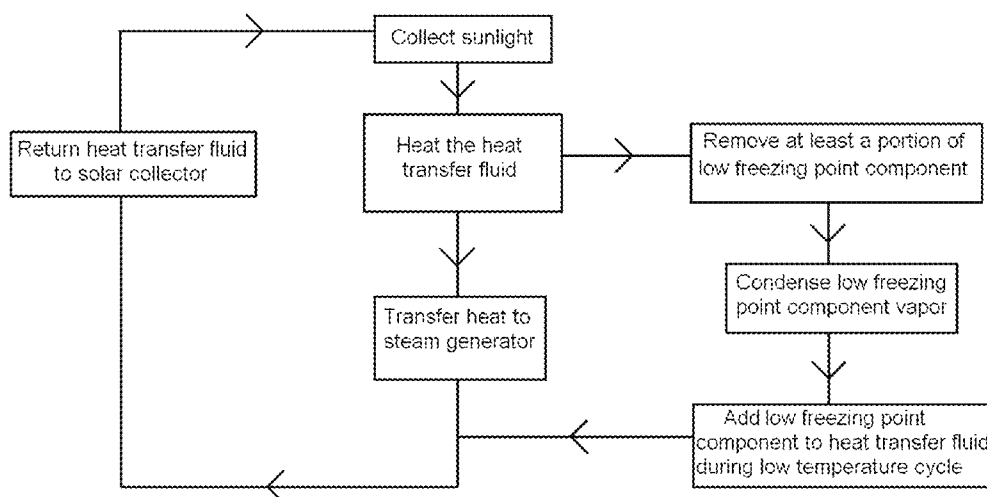 Collect sunlight
Return heat transfer fluid
to solar collector
Heat the heat
transfer fluid
Remove at least a portion of
low freezing point component
Condense low freezing
point component vapor
Transfer heat to
steam generator
Add low freezing point
component to heat transfer fluid
during low temperature cycle